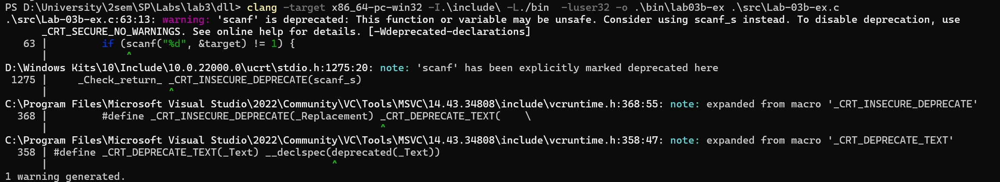 PS D:\University\2sem\SP\Labs\lab3\dll> clang -target x86_64-pc-win32 -I.\include\ -L./bin  -luser32 -o .\bin\lab03b-ex .\src\Lab-03b-ex.c
.\src\Lab-03b-ex.c:63:13: warning: 'scanf' is deprecated: This function or variable may be unsafe. Consider using scanf_s instead. To disable deprecation, use
      _CRT_SECURE_NO_WARNINGS. See online help for details. [-Wdeprecated-declarations]
   63 |         if (scanf("%d", &target) != 1) {
      |             ^
D:\Windows Kits\10\Include\10.0.22000.0\ucrt\stdio.h:1275:20: note: 'scanf' has been explicitly marked deprecated here
 1275 |     _Check_return_ _CRT_INSECURE_DEPRECATE(scanf_s)
      |                    ^
C:\Program Files\Microsoft Visual Studio\2022\Community\VC\Tools\MSVC\14.43.34808\include\vcruntime.h:368:55: note: expanded from macro '_CRT_INSECURE_DEPRECATE'
  368 |         #define _CRT_INSECURE_DEPRECATE(_Replacement) _CRT_DEPRECATE_TEXT(    \
      |                                                       ^
C:\Program Files\Microsoft Visual Studio\2022\Community\VC\Tools\MSVC\14.43.34808\include\vcruntime.h:358:47: note: expanded from macro '_CRT_DEPRECATE_TEXT'
  358 | #define _CRT_DEPRECATE_TEXT(_Text) __declspec(deprecated(_Text))
      |                                               ^
1 warning generated.